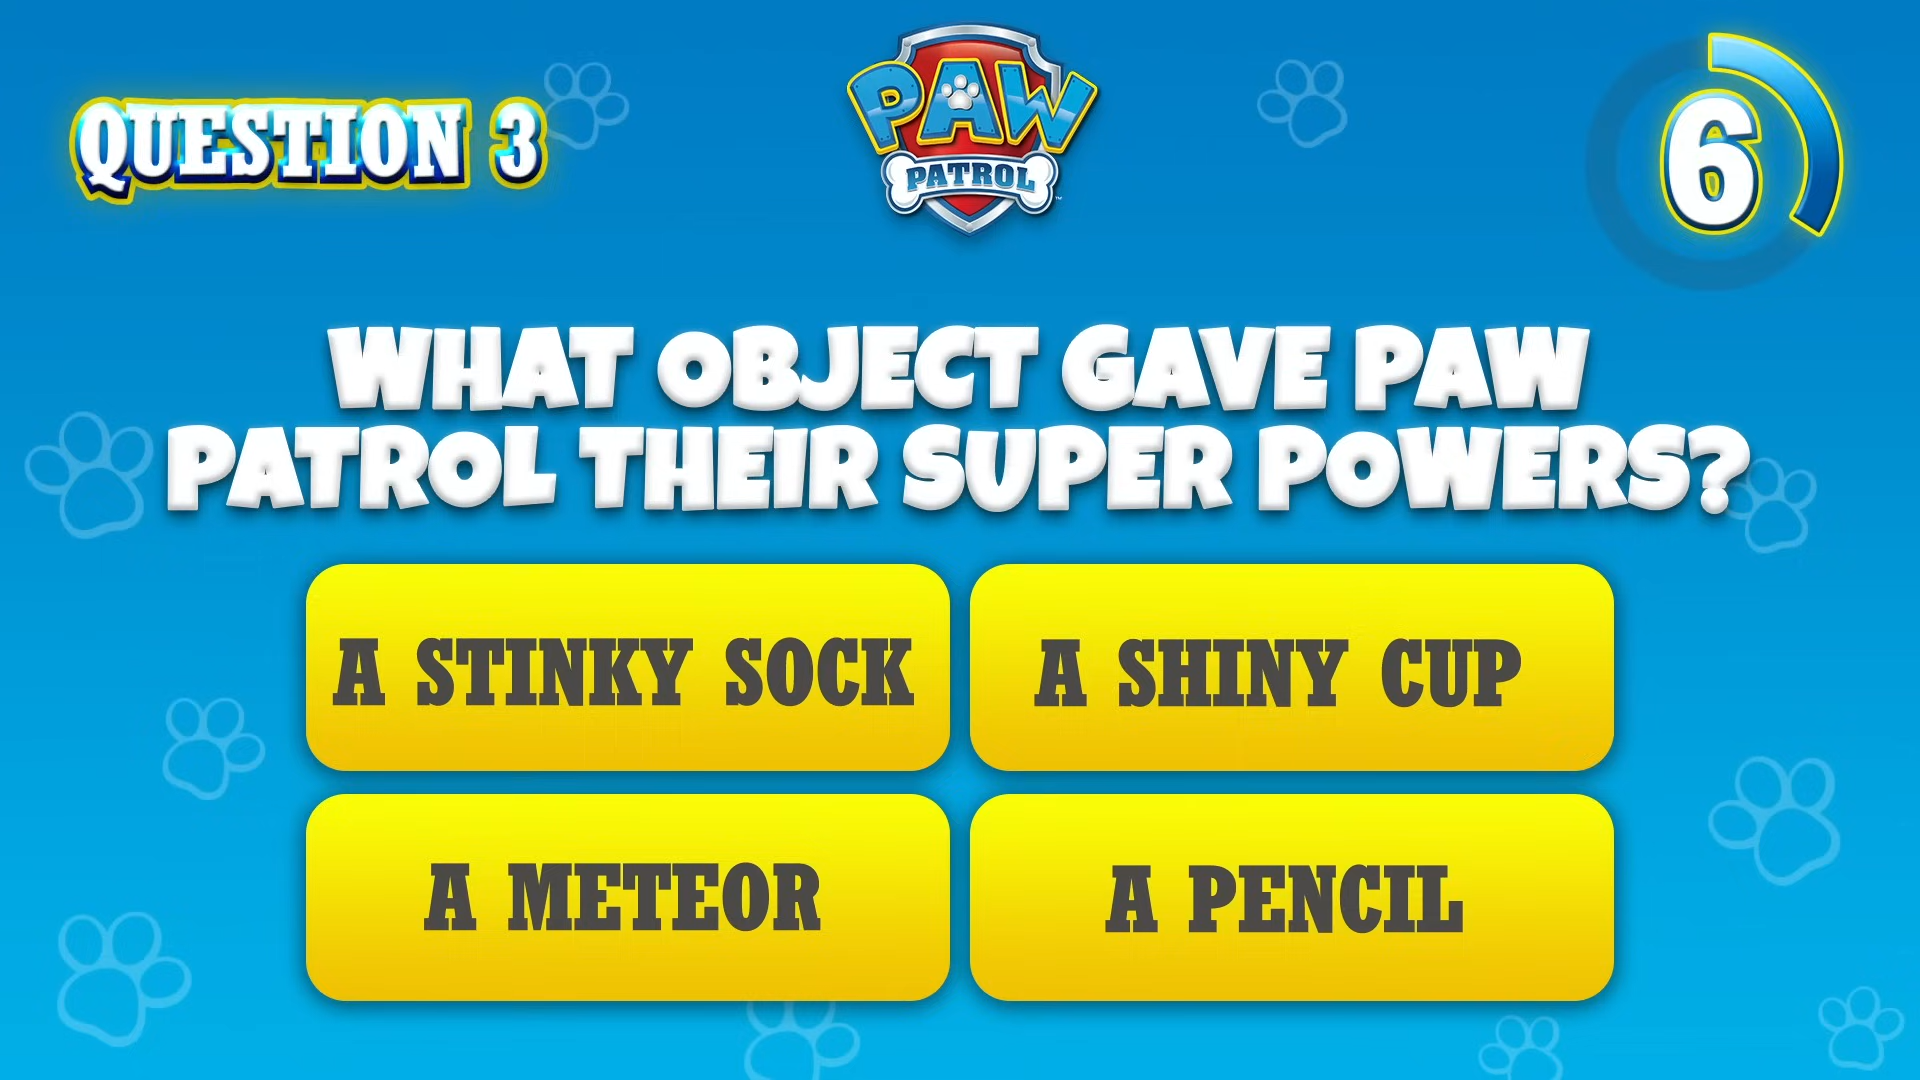 PAW
PATROL
QUESTION 3
6
WHAT OBJECT GAVE PAW
PATROL THEIR SUPER POWERS?
A STINKY SOCK
A SHINY CUP
A METEOR
A PENCIL